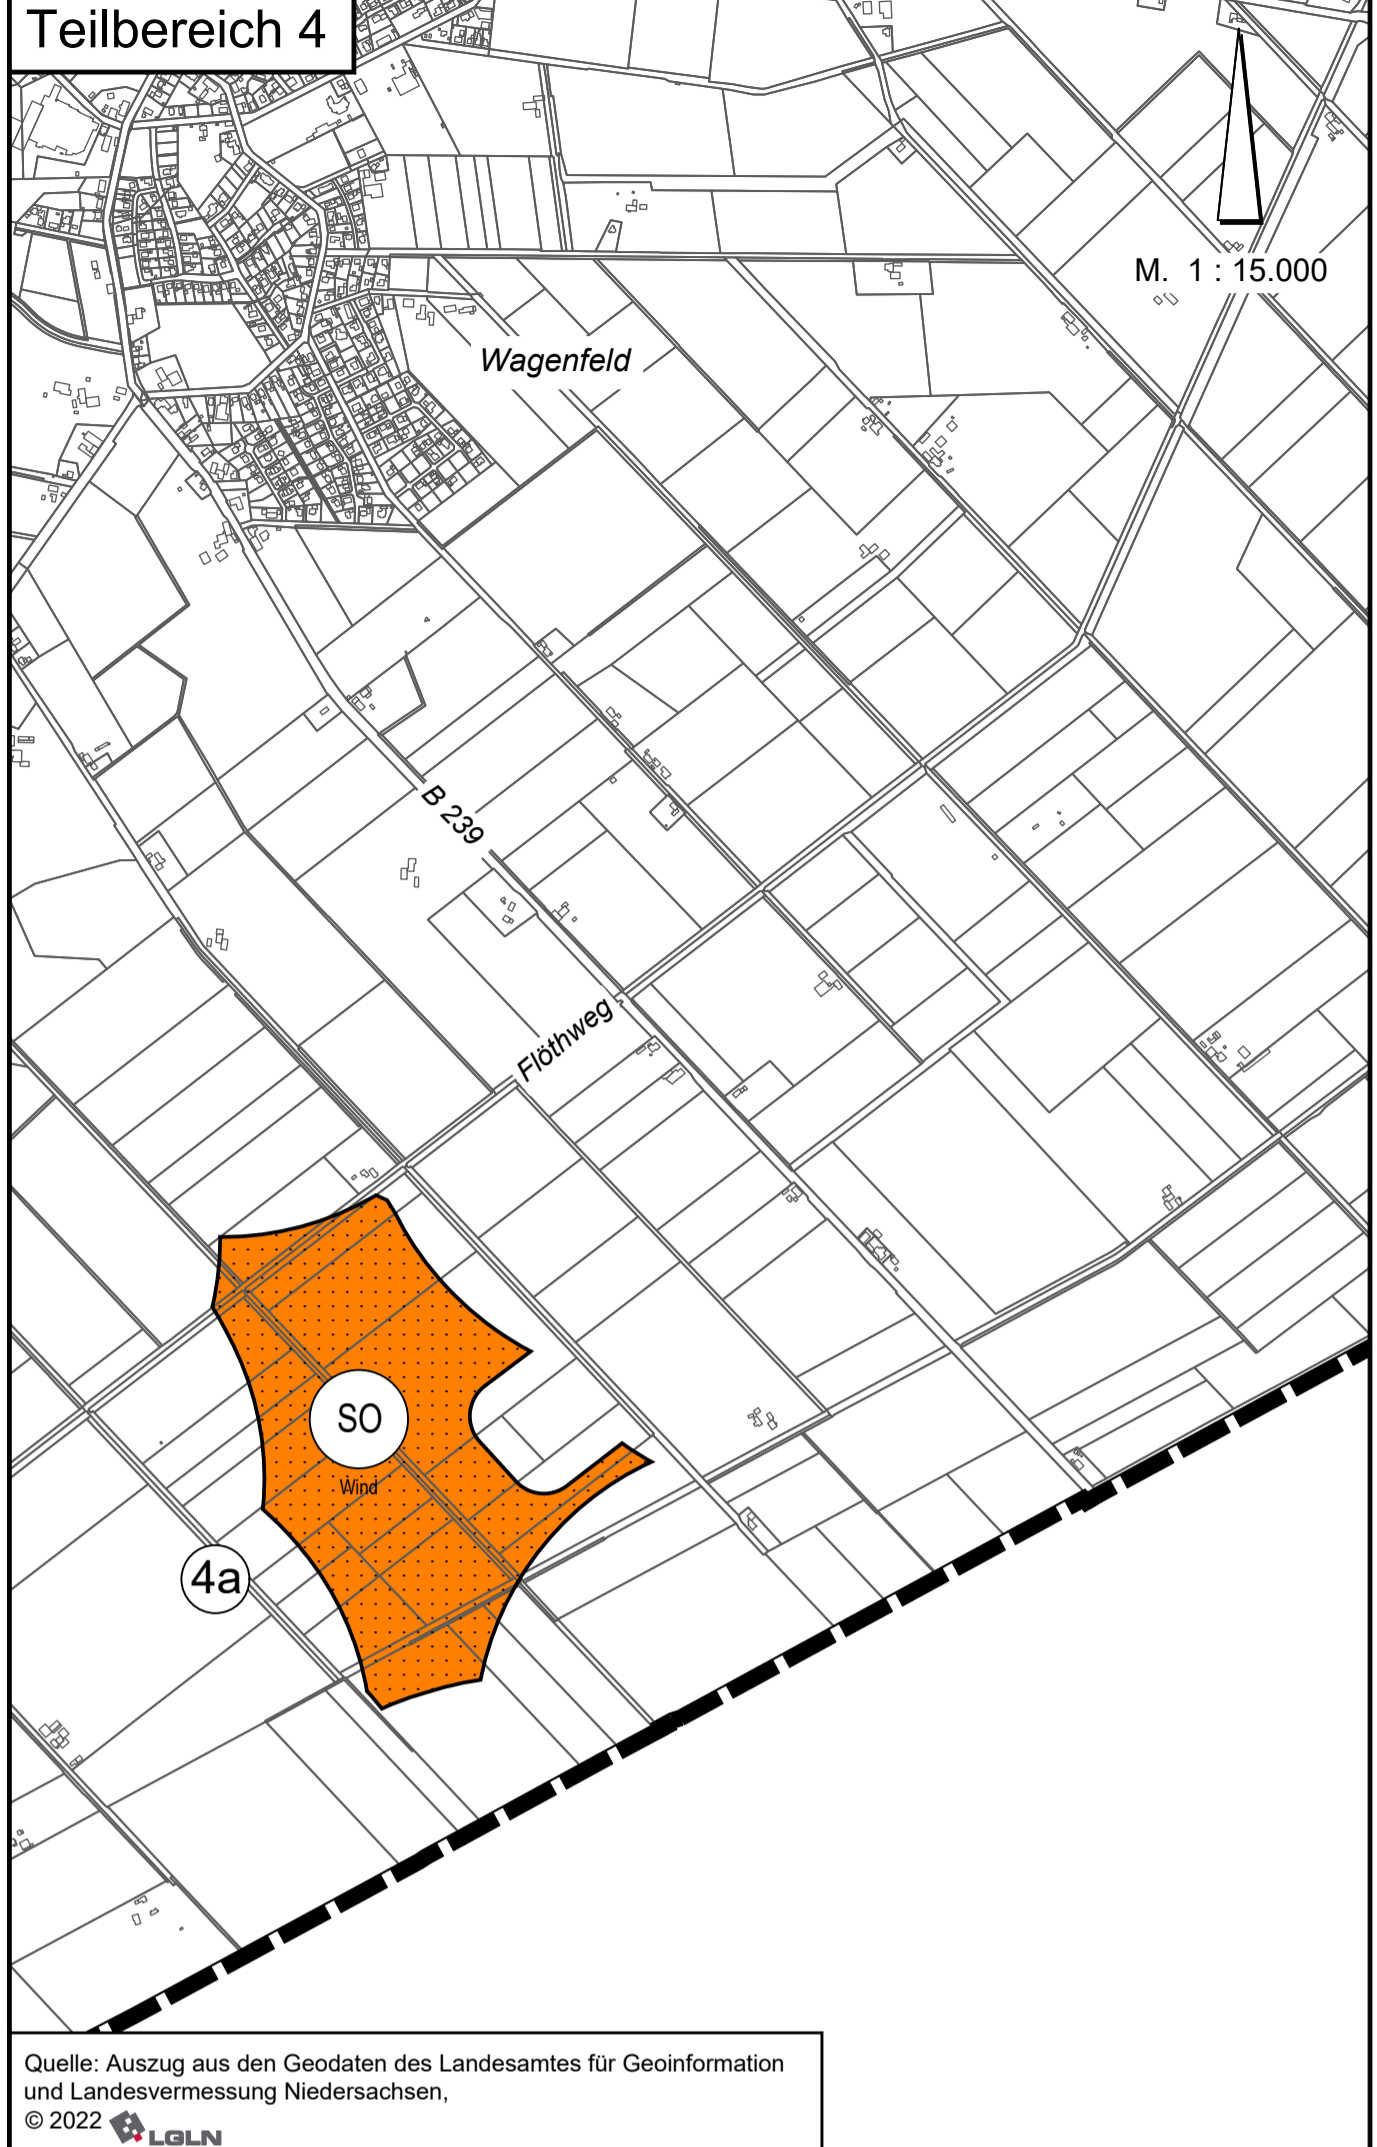 Teilbereich 4
M. 1 : 15.000
Wagenfeld
B 239
Flöthweg
SO
Wind
4a
Quelle: Auszug aus den Geodaten des Landesamtes für Geoinformation
und Landesvermessung Niedersachsen,
© 2022 LGLN